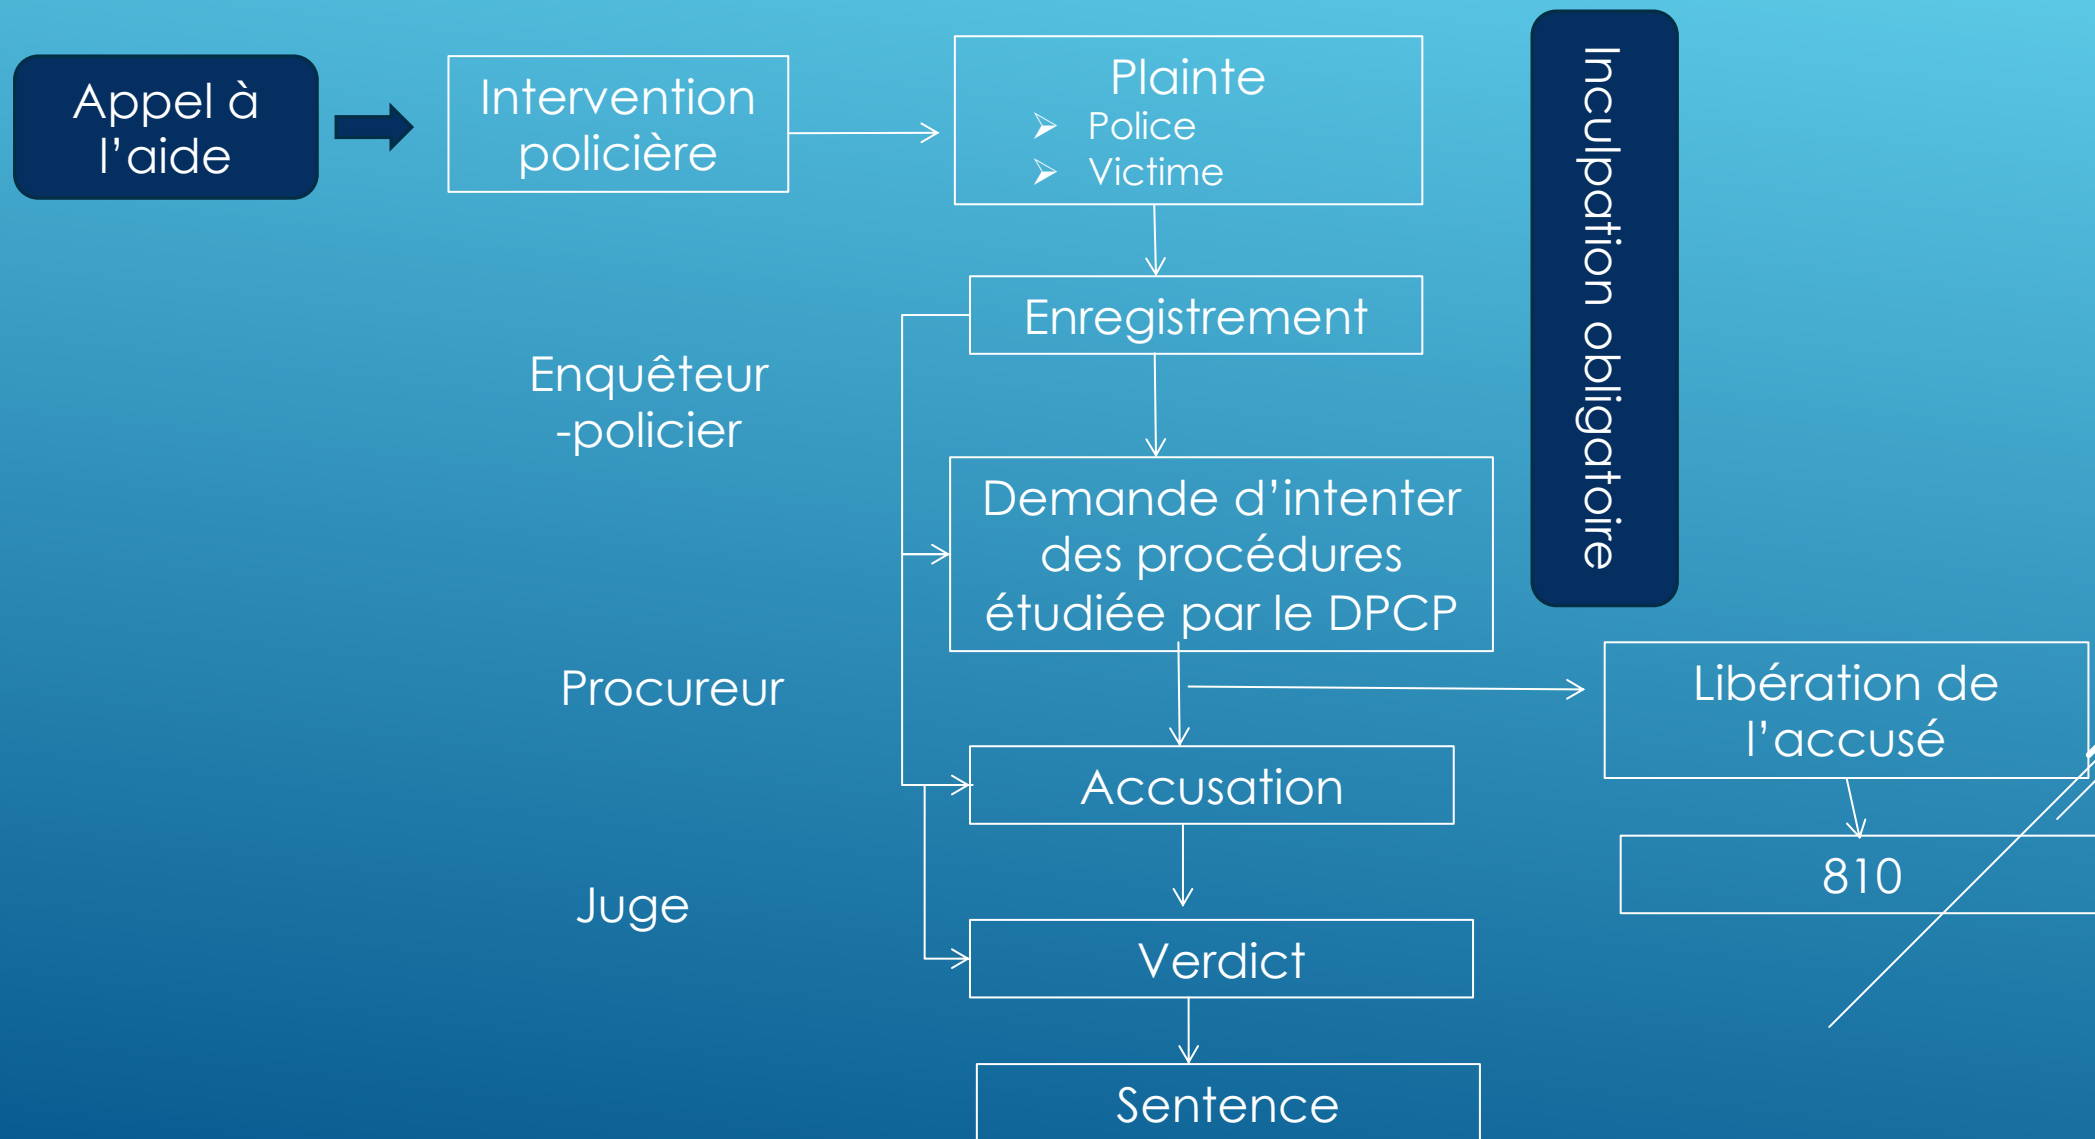 Appel à
l’aide
Intervention
policière
Plainte
➢ Police
➢ Victime
Inculpation obligatoire
Enregistrement
Enquêteur
-policier
Demande d’intenter
des procédures
étudiée par le DPCP
Procureur
Libération de
l’accusé
Accusation
810
Juge
Verdict
Sentence